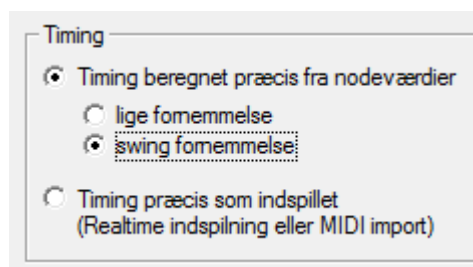 Timing
Timing beregnet præcis fra nodeværdier
lige fornemmelse
swing fornemmelse
Timing præcis som indspillet
(Realtime indspilning eller MIDI import)